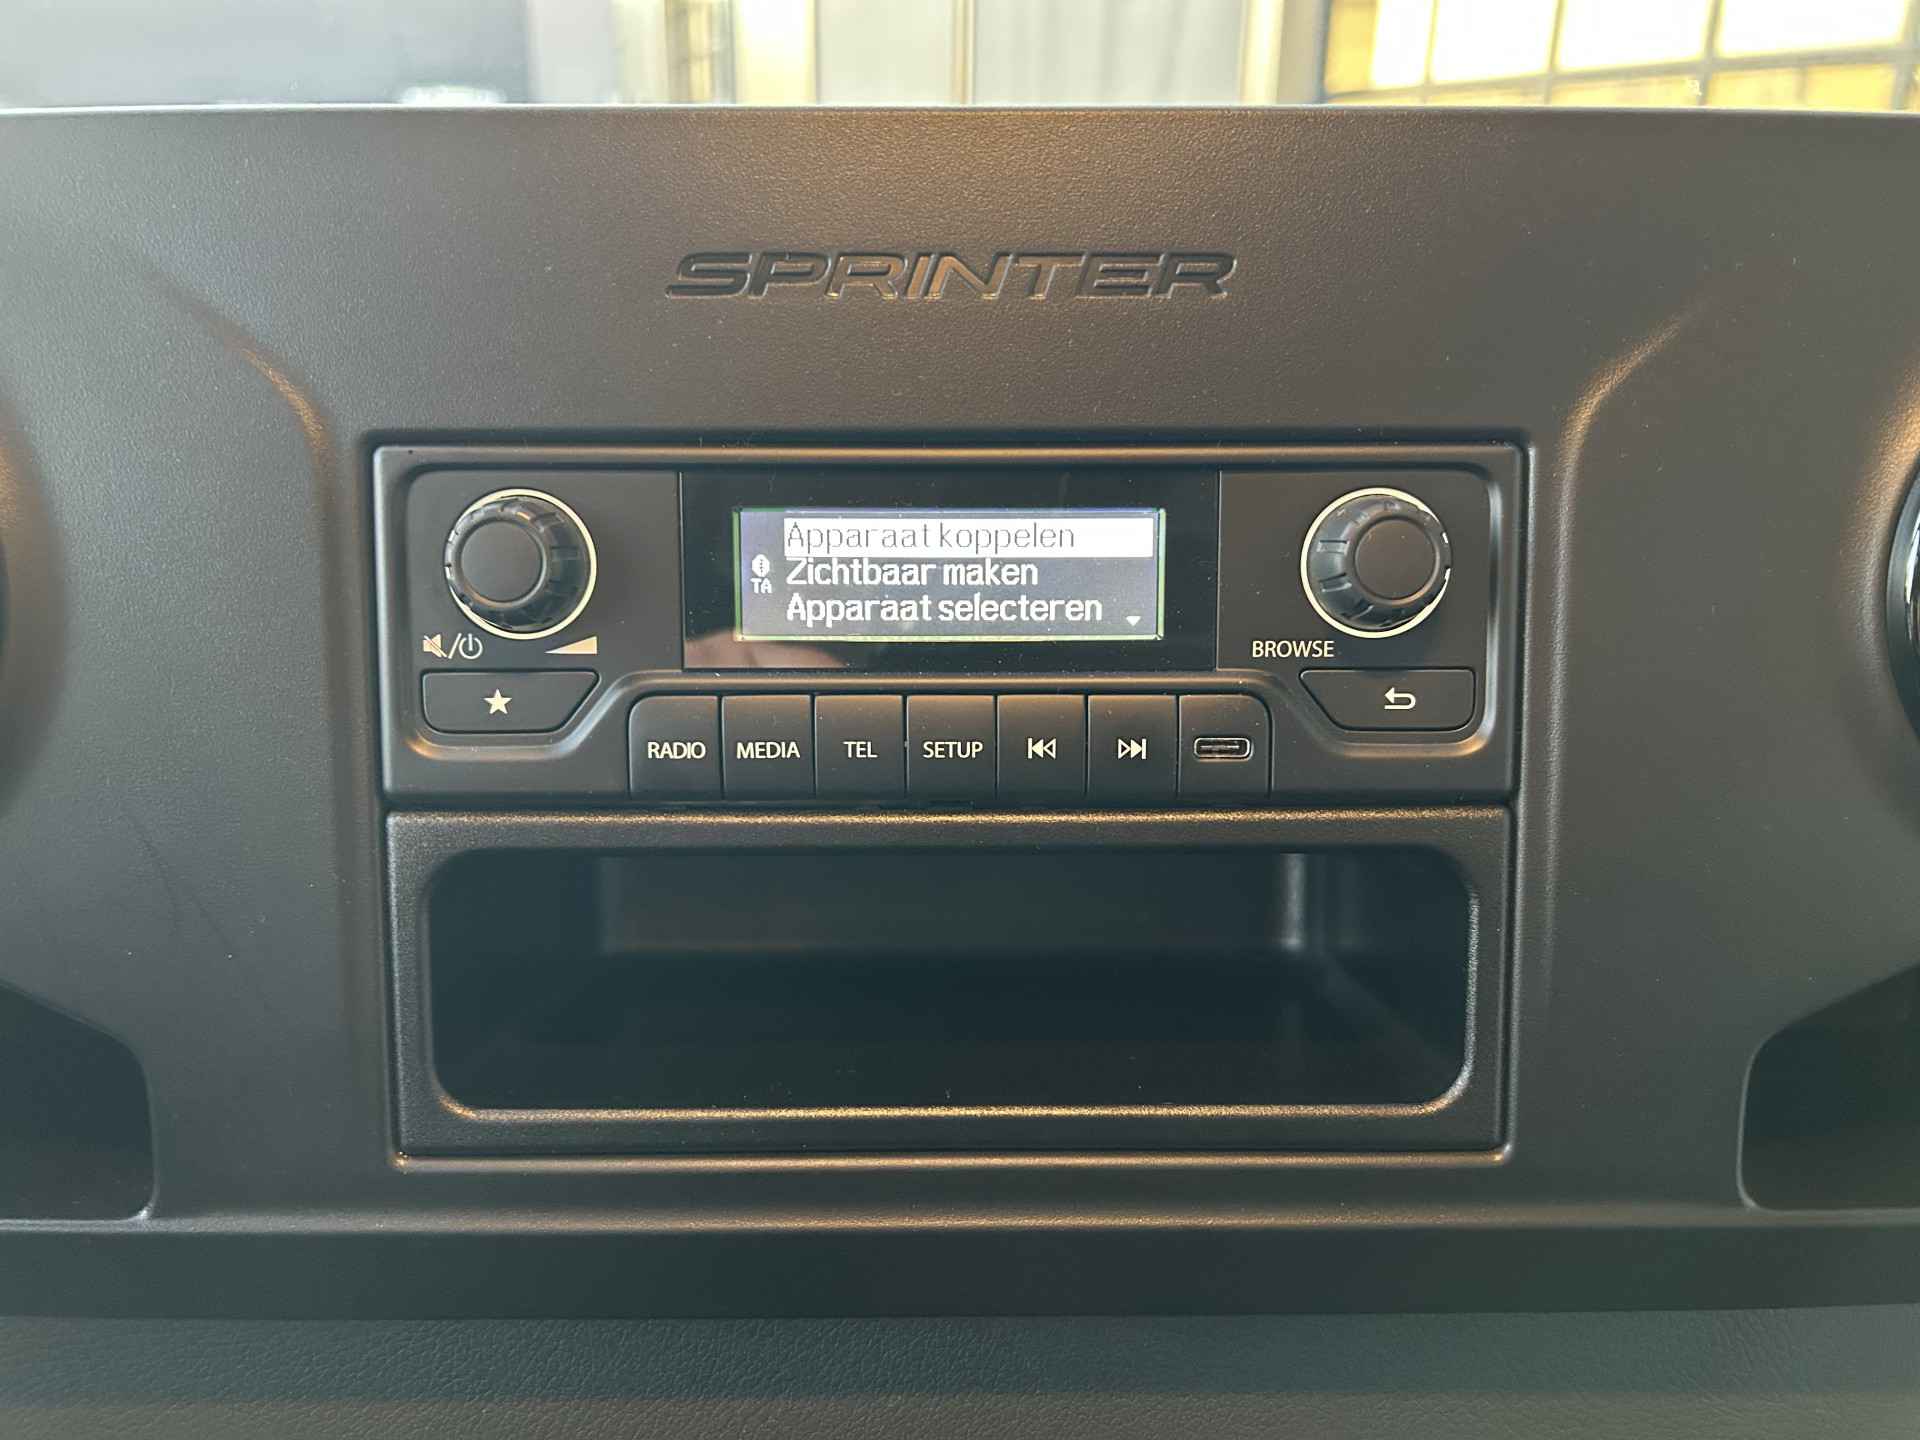 SPRINTER
Apparaat koppelen
Zichtbaar maken
TA
Apparaat selecteren
BROWSE
RADIO
MEDIA
TEL
SETUP